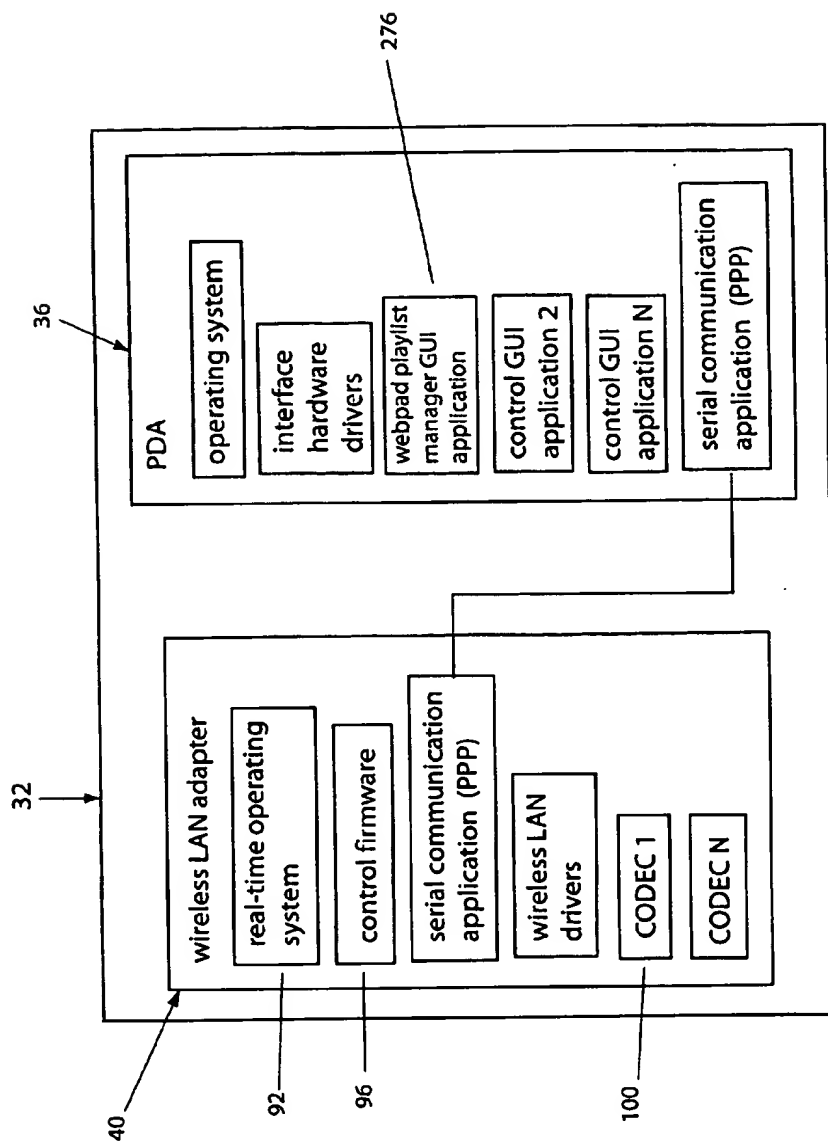 32
40
wireless LAN adapter
92
real-time operating
system
96
control firmware
serial communication
application (PPP)
wireless LAN
drivers
100
CODEC 1
CODEC N
36
PDA
operating system
interface
hardware
drivers
276
webpad playlist
manager GUI
application
control GUI
application 2
control GUI
application N
serial communication
application (PPP)